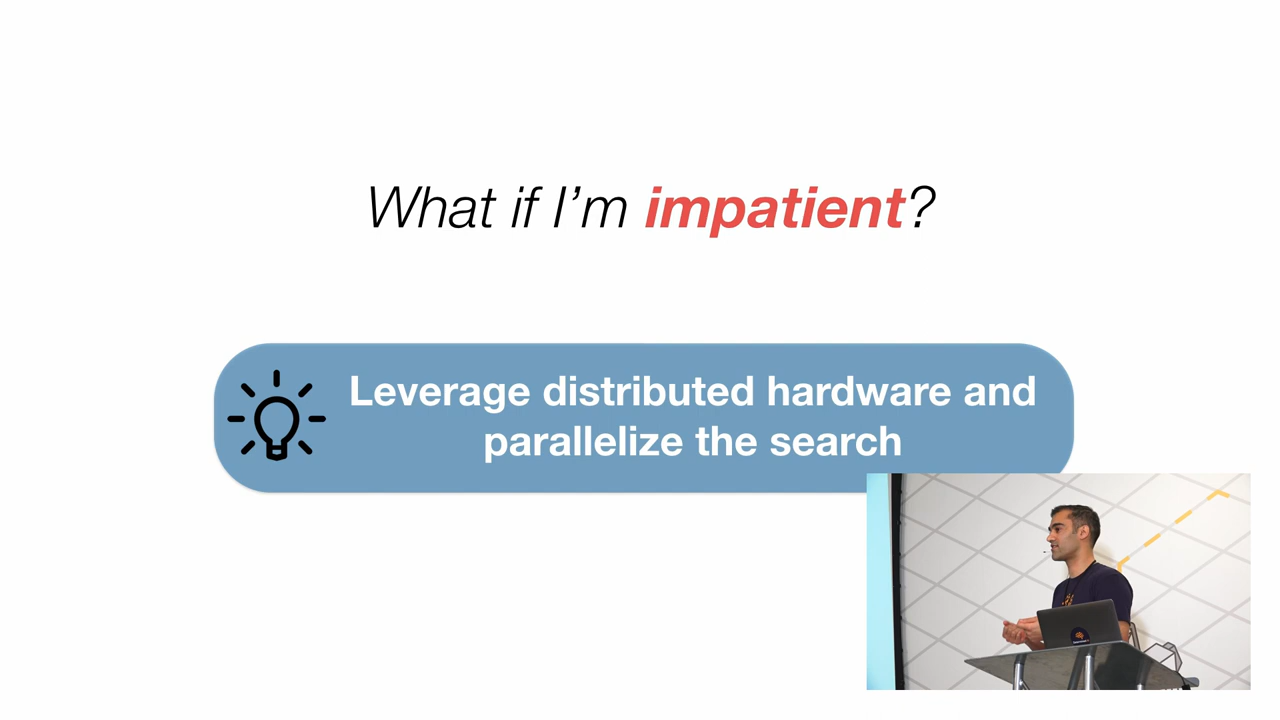 What if I'm impatient?
Leverage distributed hardware and
parallelize the search